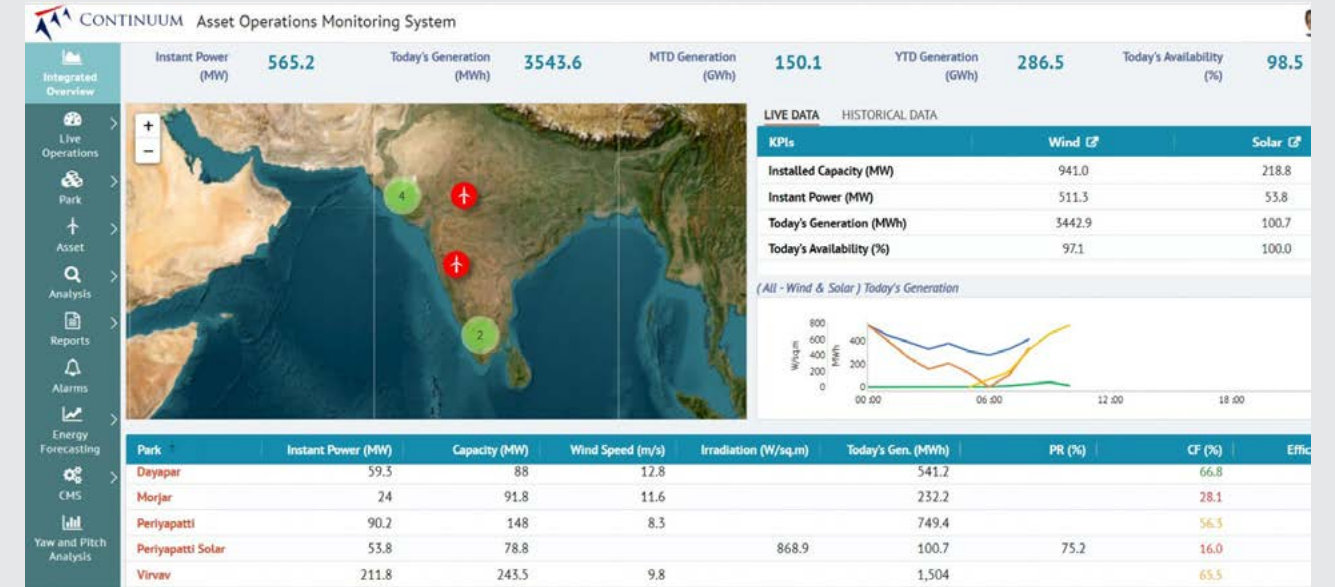 CONTINUUM Asset Operations Monitoring System
Integrated Overview
Live Operations
Park
Asset
Analysis
Reports
Alarms
Energy Forecasting
CMS
Yaw and Pitch Analysis
Instant Power (MW) 565.2
Today's Generation (MWh) 3543.6
MTD Generation (GWh) 150.1
YTD Generation (GWh) 286.5
Today's Availability (%) 98.5
+
−
4
2
LIVE DATA HISTORICAL DATA
KPIs Wind Solar
Installed Capacity (MW) 941.0 218.8
Instant Power (MW) 511.3 53.8
Today's Generation (MWh) 3442.9 100.7
Today's Availability (%) 97.1 100.0
( All - Wind & Solar ) Today's Generation
W/sq.m
800
600
400
200
0
MWh
400
200
0
00:00 06:00 12:00 18:00
Park Instant Power (MW) Capacity (MW) Wind Speed (m/s) Irradiation (W/sq.m) Today's Gen. (MWh) PR (%) CF (%) Effic
Dayapar 59.3 88 12.8 541.2 66.8
Morjar 24 91.8 11.6 232.2 28.1
Periyapatti 90.2 148 8.3 749.4 56.3
Periyapatti Solar 53.8 78.8 868.9 100.7 75.2 16.0
Virvav 211.8 243.5 9.8 1,504 65.5